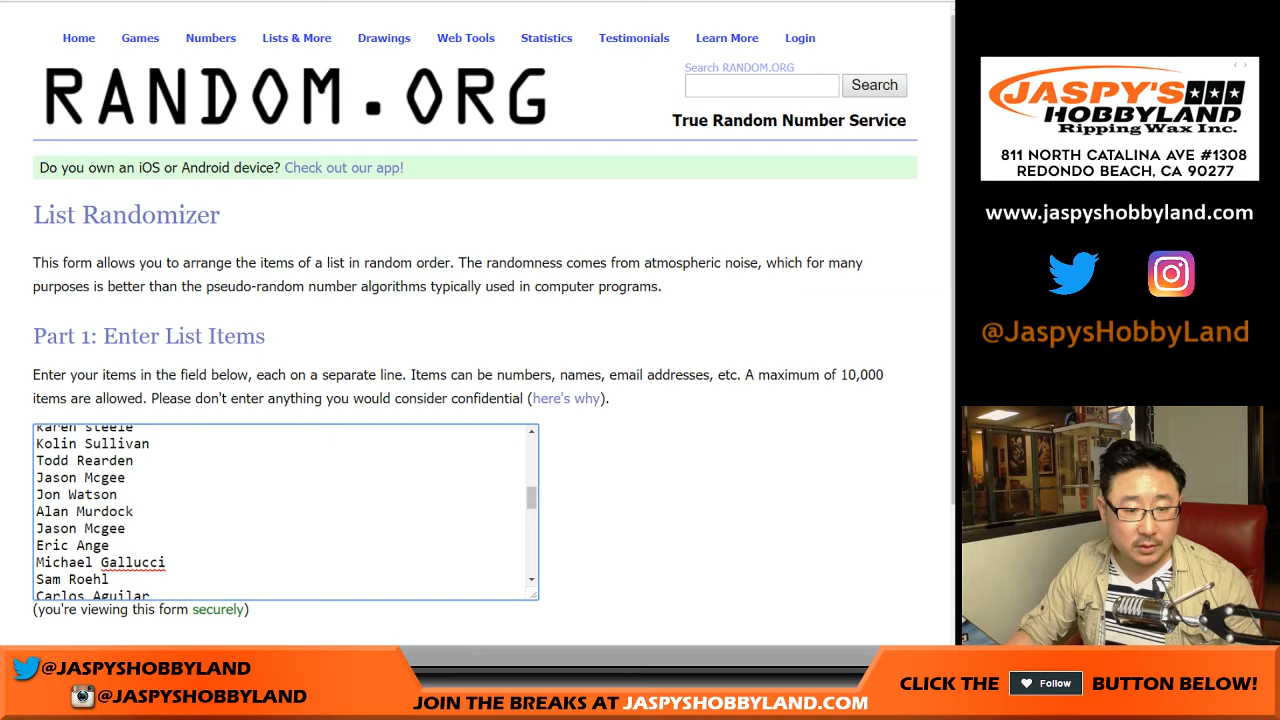 Home Games Numbers Lists & More Drawings Web Tools Statistics Testimonials Learn More Login
RANDOM.ORG
Search RANDOM.ORG
Search
True Random Number Service
Do you own an iOS or Android device? Check out our app!
List Randomizer
This form allows you to arrange the items of a list in random order. The randomness comes from atmospheric noise, which for many
purposes is better than the pseudo-random number algorithms typically used in computer programs.
Part 1: Enter List Items
Enter your items in the field below, each on a separate line. Items can be numbers, names, email addresses, etc. A maximum of 10,000
items are allowed. Please don't enter anything you would consider confidential (here's why).
karen steele
Kolin Sullivan
Todd Rearden
Jason Mcgee
Jon Watson
Alan Murdock
Jason Mcgee
Eric Ange
Michael Gallucci
Sam Roehl
Carlos Aguilar
(you're viewing this form securely)
JASPY'S
HOBBYLAND
Ripping Wax Inc.
811 NORTH CATALINA AVE #1308
REDONDO BEACH, CA 90277
www.jaspyshobbyland.com
@JaspysHobbyLand
@JASPYSHOBBYLAND
@JASPYSHOBBYLAND
JOIN THE BREAKS AT JASPYSHOBBYLAND.COM
CLICK THE Follow BUTTON BELOW!